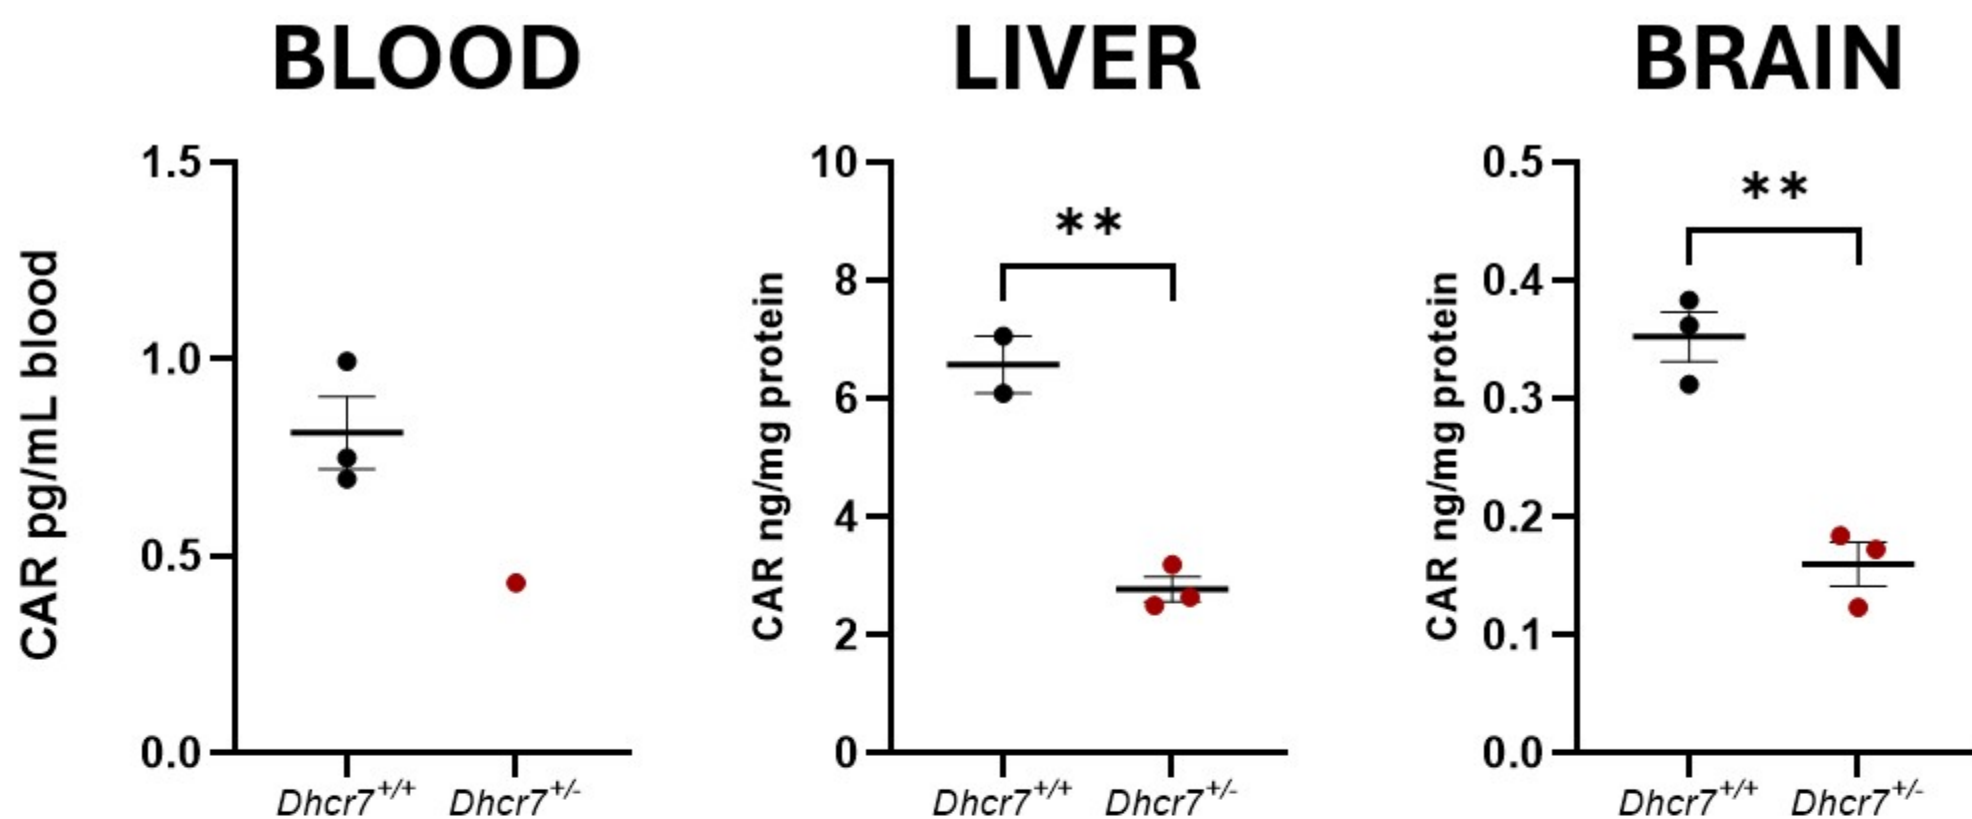 BLOOD
CAR pg/mL blood
1.5
1.0
0.5
0.0
Dhcr7+/+ Dhcr7+/-
LIVER
CAR ng/mg protein
10
8
6
4
2
0
**
Dhcr7+/+ Dhcr7+/-
BRAIN
CAR ng/mg protein
0.5
0.4
0.3
0.2
0.1
0.0
**
Dhcr7+/+ Dhcr7+/-